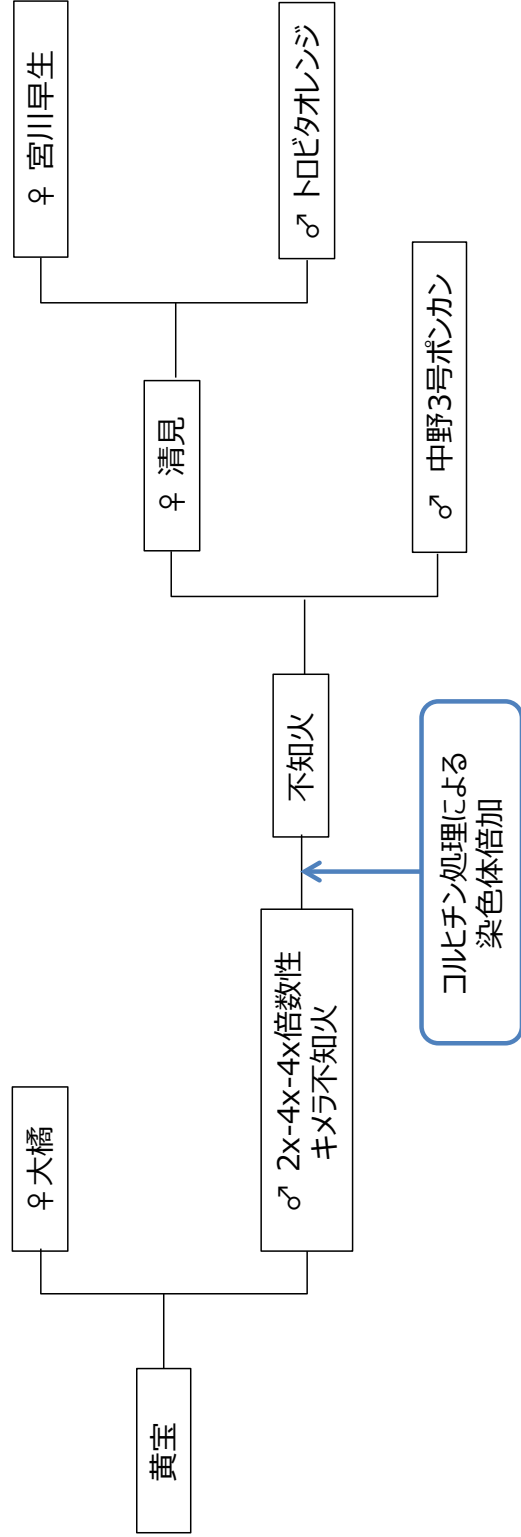 黄宝
♀大橘
♂ 2x-4x-4x倍数性
キメラ不知火
コルヒチン処理による
染色体倍加
不知火
♀ 清見
♂ 中野3号ポンカン
♀ 宮川早生
♂ トロビタオレンジ